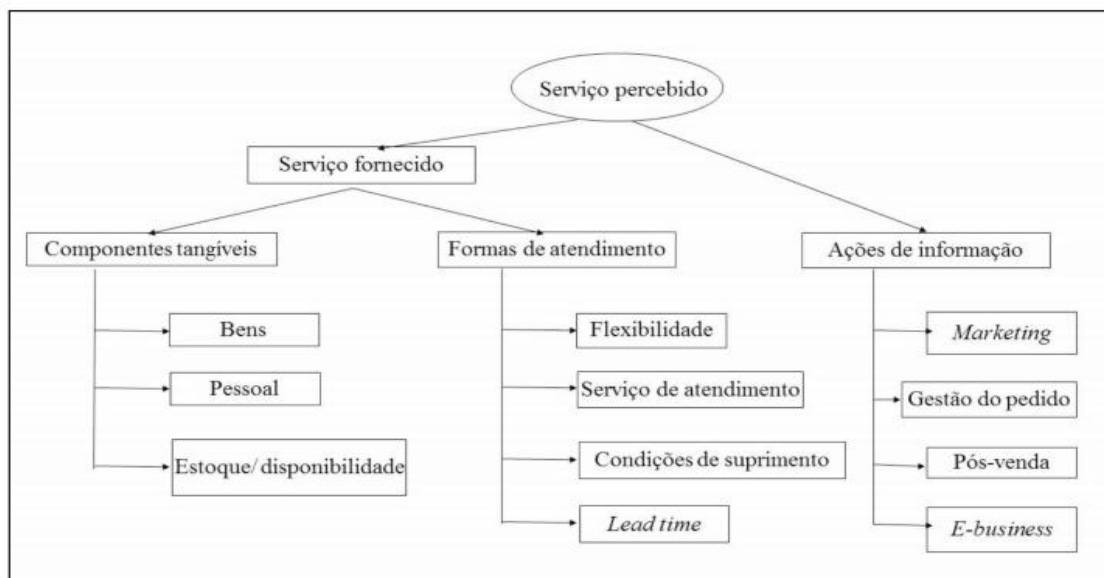 Serviço percebido
Serviço fornecido
Componentes tangíveis
Formas de atendimento
Ações de informação
Bens
Pessoal
Estoque/ disponibilidade
Flexibilidade
Serviço de atendimento
Condições de suprimento
Lead time
Marketing
Gestão do pedido
Pós-venda
E-business